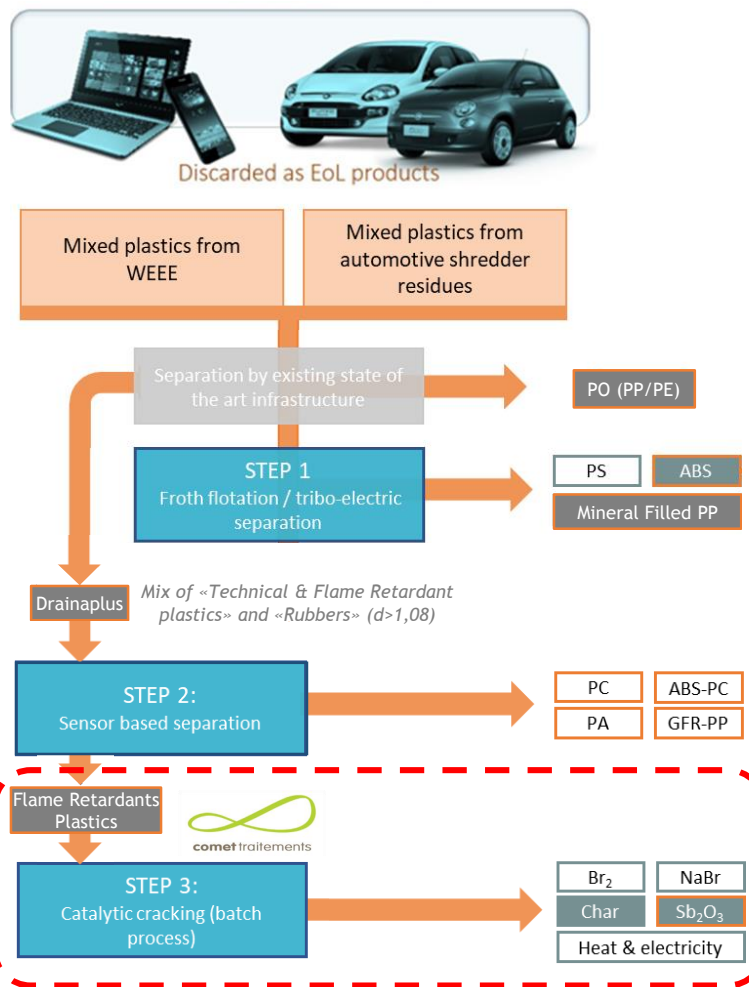 Discarded as EoL products
Mixed plastics from
WEEE
Mixed plastics from
automotive shredder
residues
Separation by existing state of
the art infrastructure
PO (PP/PE)
STEP 1
Froth flotation / tribo-electric
separation
PS
ABS
Mineral Filled PP
Drainaplus
Mix of «Technical & Flame Retardant
plastics» and «Rubbers» (d>1,08)
STEP 2:
Sensor based separation
PC
ABS-PC
PA
GFR-PP
Flame Retardants
Plastics
comet traitements
STEP 3:
Catalytic cracking (batch
process)
Br₂
NaBr
Char
Sb₂O₃
Heat & electricity